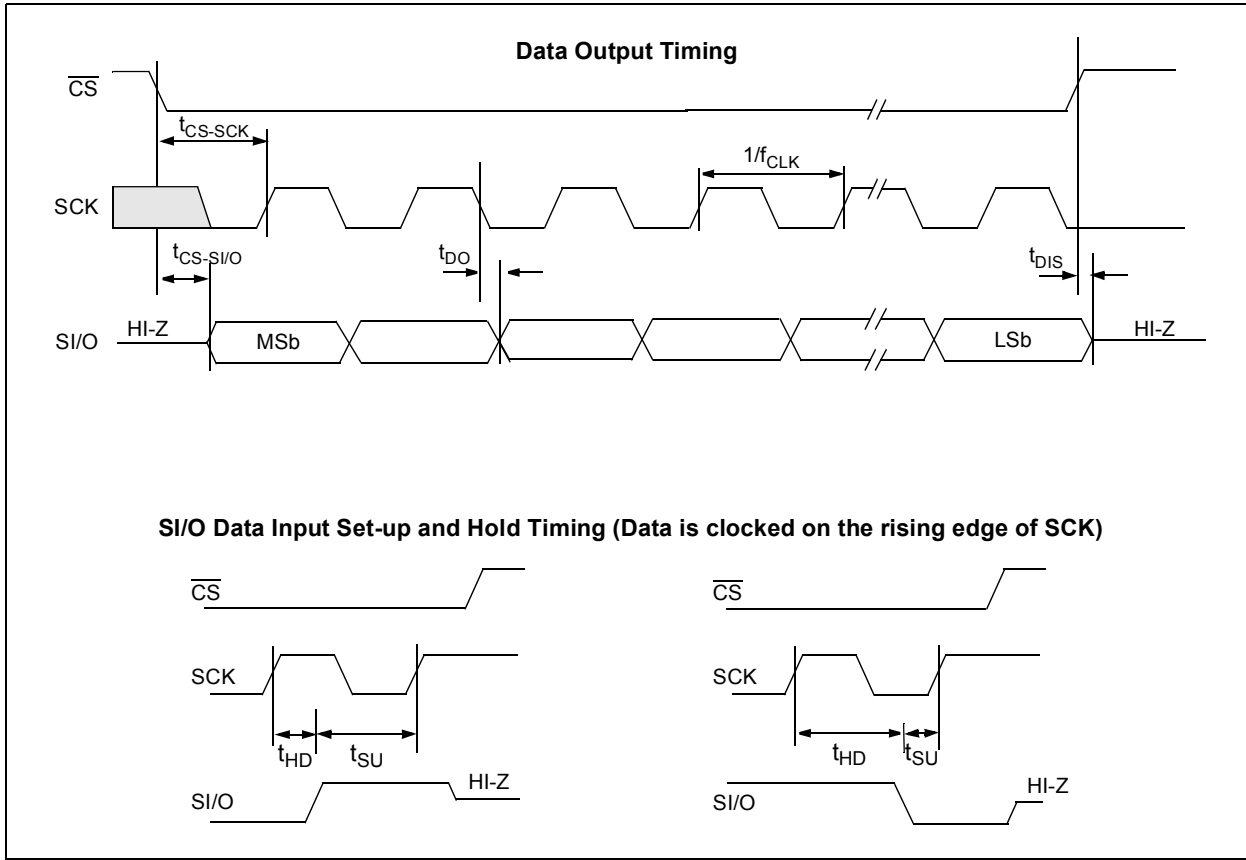 Data Output Timing
CS
tCS-SCK
1/fCLK
SCK
tCS-SI/O
tDO
tDIS
SI/O
HI-Z
MSb
LSb
HI-Z
SI/O Data Input Set-up and Hold Timing (Data is clocked on the rising edge of SCK)
CS
CS
SCK
SCK
tHD
tSU
tHD
tSU
SI/O
HI-Z
SI/O
HI-Z